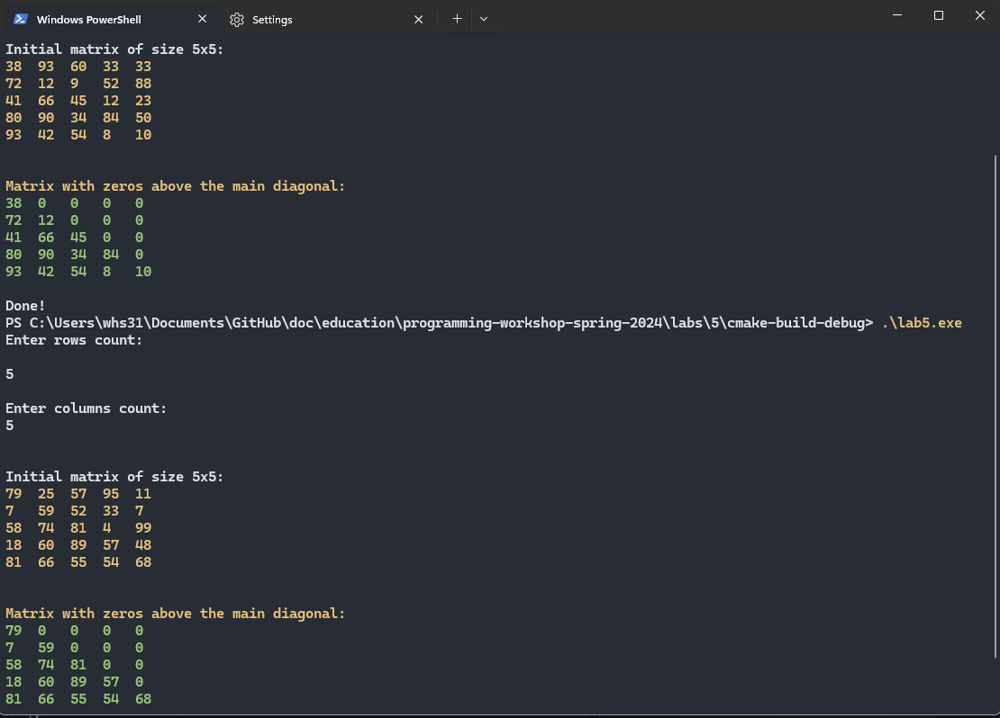 Windows PowerShell
Settings
Initial matrix of size 5x5:
38 93 60 33 33
72 12 9 52 88
41 66 45 12 23
80 90 34 84 50
93 42 54 8 10
Matrix with zeros above the main diagonal:
38 0 0 0 0
72 12 0 0 0
41 66 45 0 0
80 90 34 84 0
93 42 54 8 10
Done!
PS C:\Users\whs31\Documents\GitHub\doc\education\programming-workshop-spring-2024\labs\5\cmake-build-debug> .\lab5.exe
Enter rows count:
5
Enter columns count:
5
Initial matrix of size 5x5:
79 25 57 95 11
7 59 52 33 7
58 74 81 4 99
18 60 89 57 48
81 66 55 54 68
Matrix with zeros above the main diagonal:
79 0 0 0 0
7 59 0 0 0
58 74 81 0 0
18 60 89 57 0
81 66 55 54 68